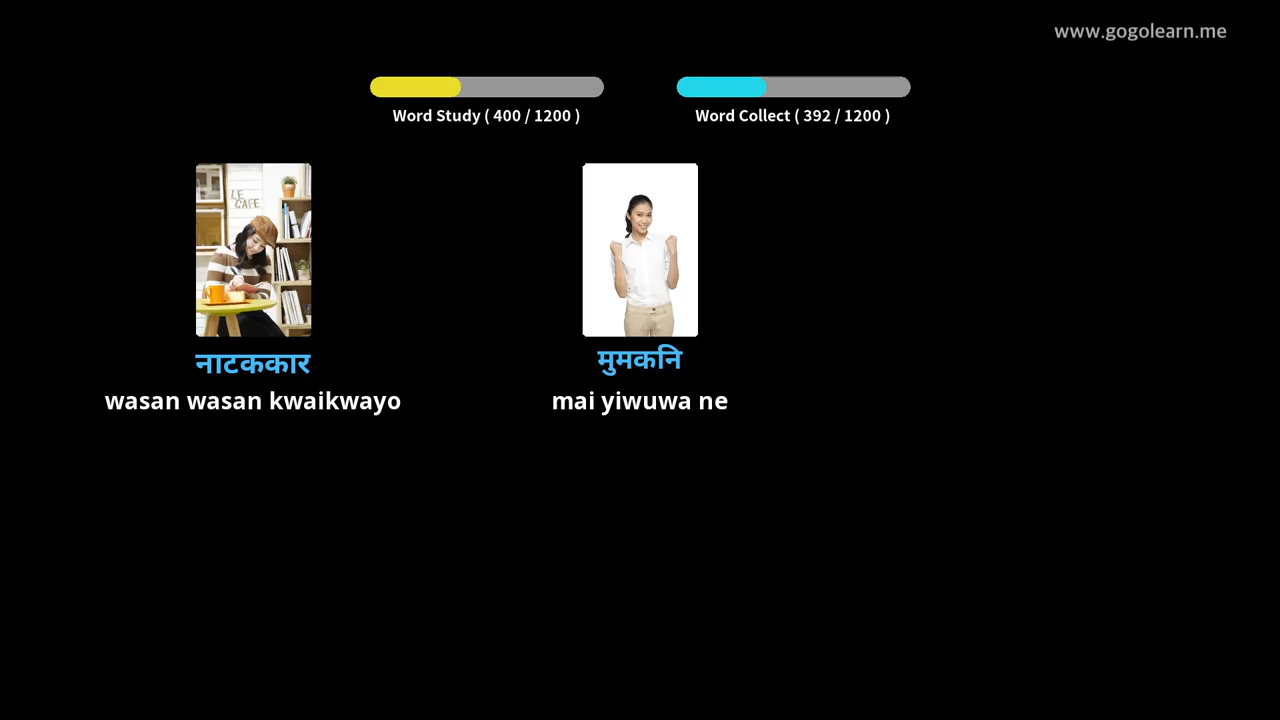 www.gogolearn.me
Word Study ( 400 / 1200 )
Word Collect ( 392 / 1200 )
LE
CAFE
नाटककार
मुमकनि
wasan wasan kwaikwayo
mai yiwuwa ne